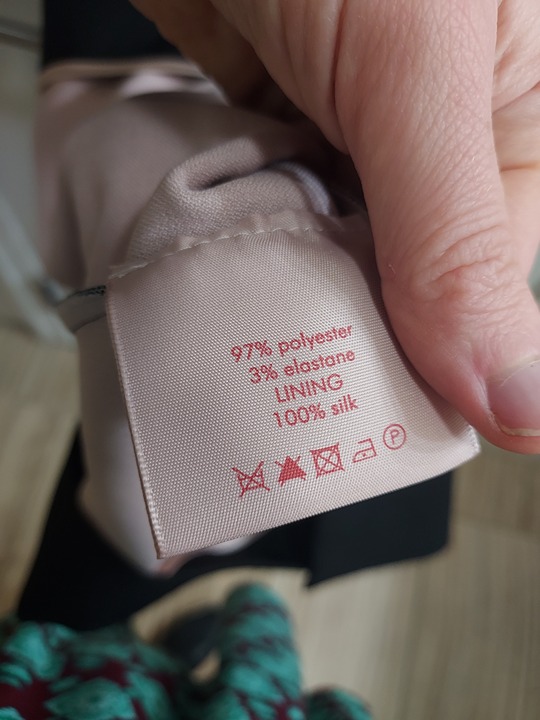 97% polyester
3% elastane
LINING
100% silk
P